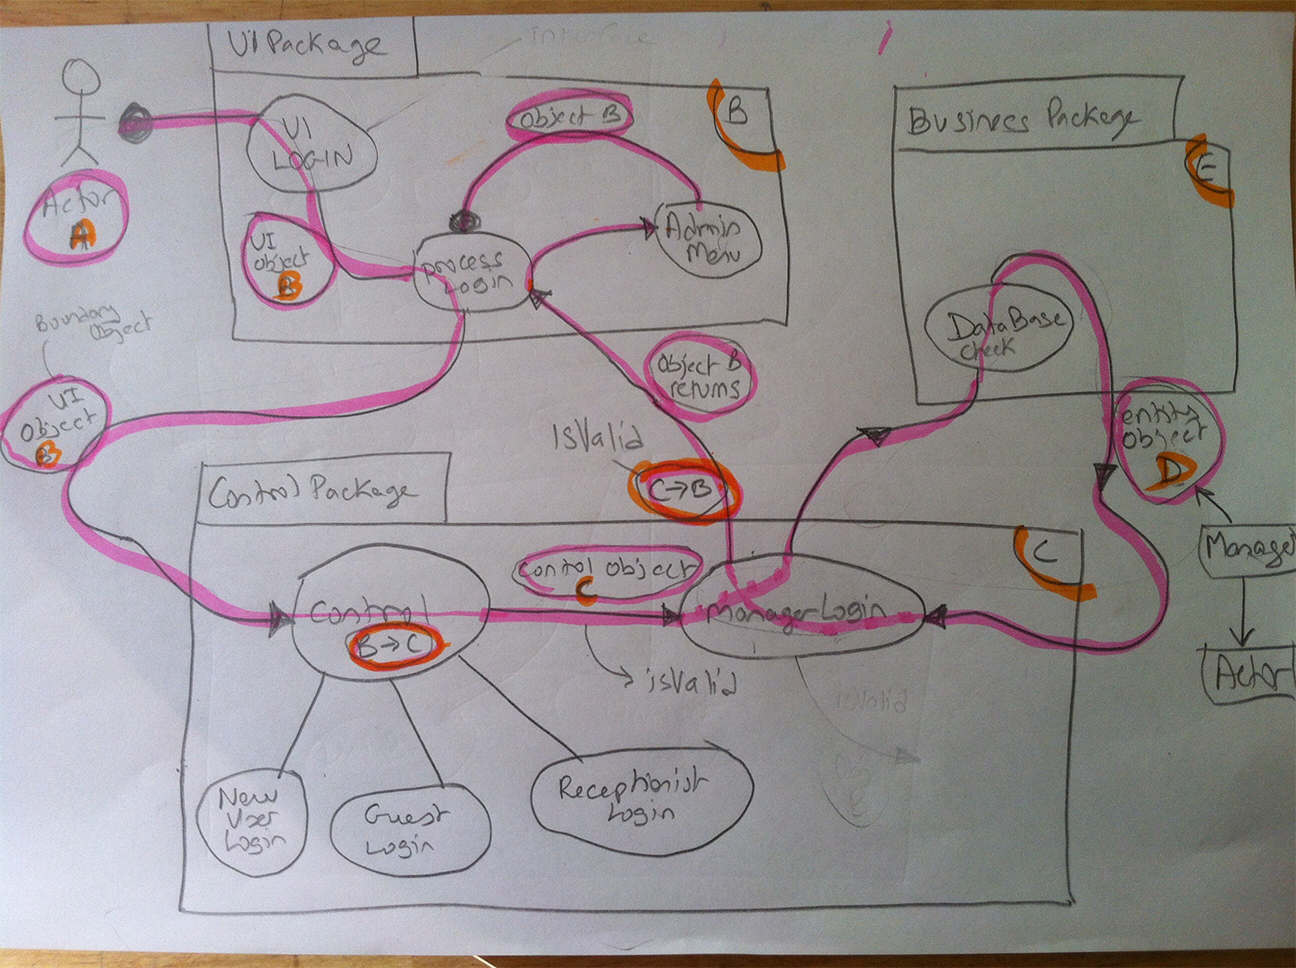 UI Package
Interface
UI
LOGIN
Object B
B
Business Package
E
Actor
A
UI
Object
B
Process
Login
Admin
Menu
Boundary
Object
UI
Object
B
Object B
returns
DataBase
check
entity
Object
D
IsValid
C→B
Control Package
C
Manager
Actor
Control
B→C
Control Object
C
ManagerLogin
isValid
IsValid
New
User
Login
Guest
Login
Receptionist
Login